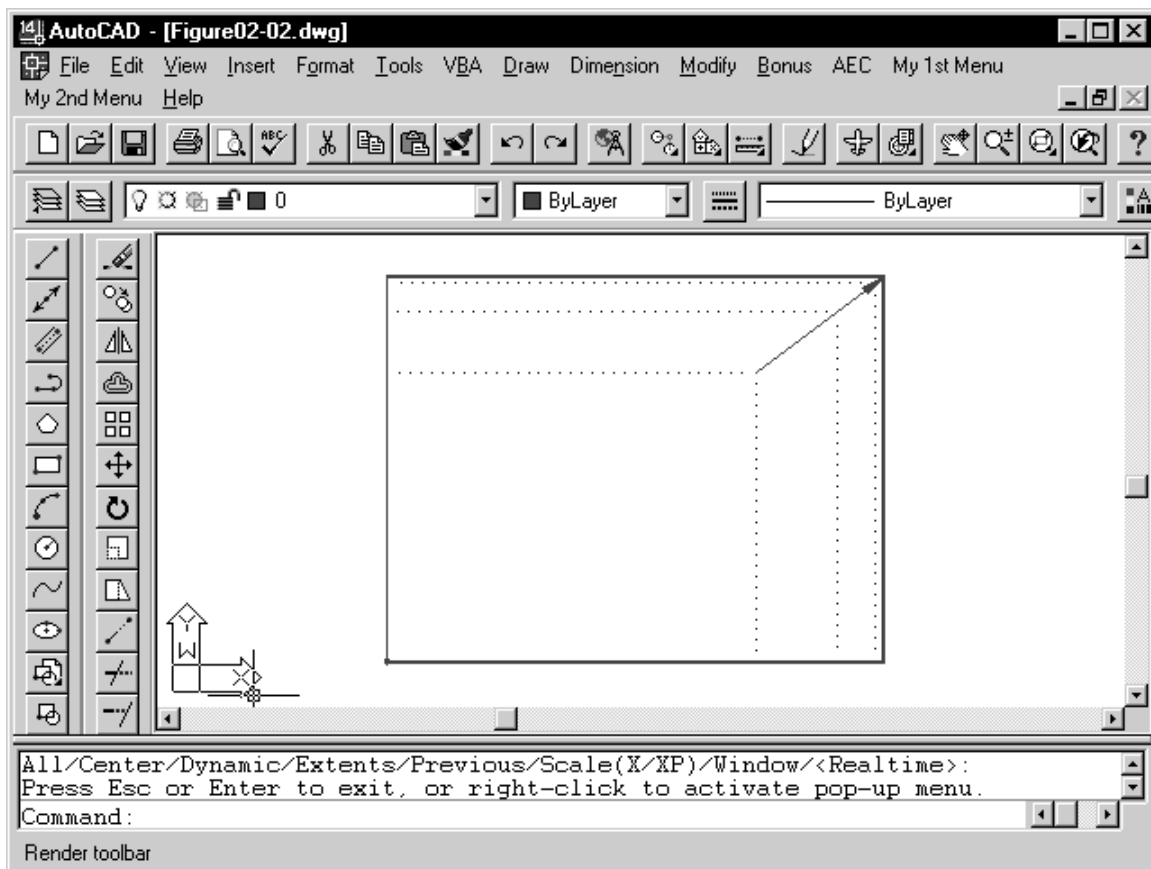 14 AutoCAD - [Figure02-02.dwg]
File Edit View Insert Format Tools VBA Draw Dimension Modify Bonus AEC My 1st Menu
My 2nd Menu Help
ABC A ?
0 ByLayer ByLayer A
Y
W
X
All/Center/Dynamic/Extents/Previous/Scale(X/XP)/Window/<Realtime>:
Press Esc or Enter to exit, or right-click to activate pop-up menu.
Command:
Render toolbar